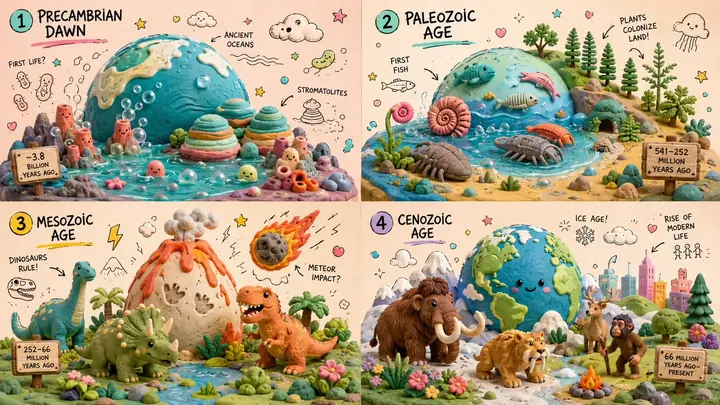 1 PRECAMBRIAN
DAWN
ANCIENT
OCEANS
FIRST LIFE?
STROMATOLITES
~3.8
BILLION
YEARS AGO
2 PALEOZOIC
AGE
PLANTS
COLONIZE
LAND!
FIRST
FISH
541–252
MILLION
YEARS AGO
3 MESOZOIC
AGE
DINOSAURS
RULE!
METEOR
IMPACT?
252–66
MILLION
YEARS AGO
4 CENOZOIC
AGE
ICE AGE!
RISE OF
MODERN
LIFE
66 MILLION
YEARS AGO–
PRESENT